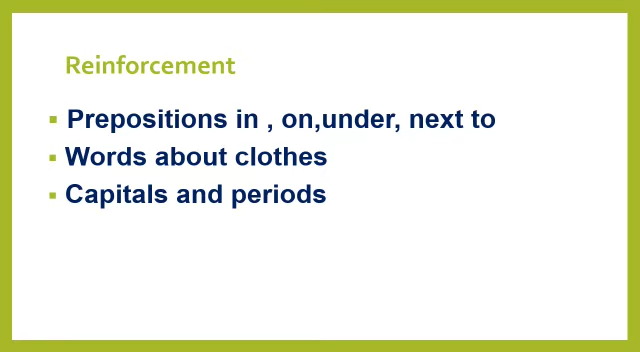 Reinforcement
▪ Prepositions in , on,under, next to
▪ Words about clothes
▪ Capitals and periods